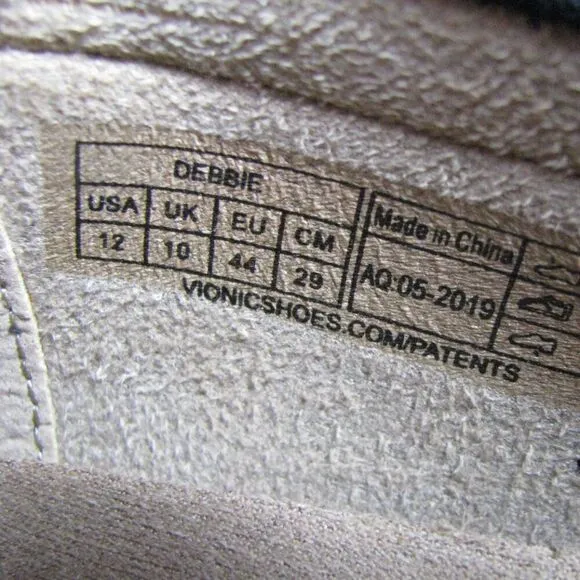 DEBBIE
USA UK EU CM
12 10 44 29
Made in China
AQ:05-2019
VIONICSHOES.COM/PATENTS